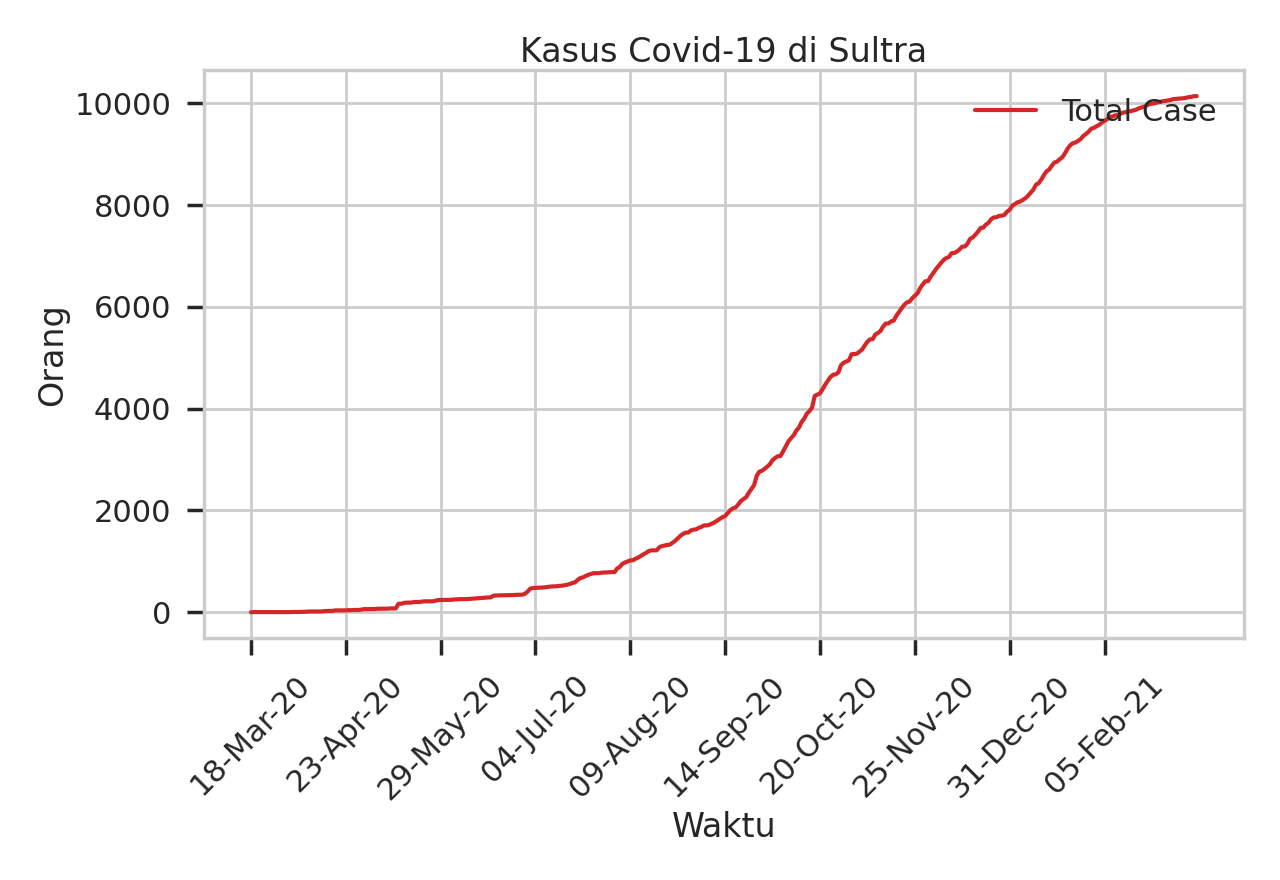 Kasus Covid-19 di Sultra
Total Case
10000
8000
6000
4000
2000
0
Orang
18-Mar-20
23-Apr-20
29-May-20
04-Jul-20
09-Aug-20
14-Sep-20
20-Oct-20
25-Nov-20
31-Dec-20
05-Feb-21
Waktu